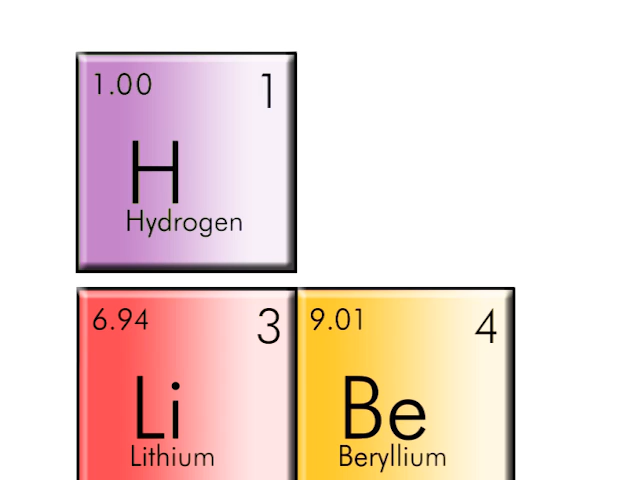 1.00 1
H
Hydrogen
6.94 3
Li
Lithium
9.01 4
Be
Beryllium